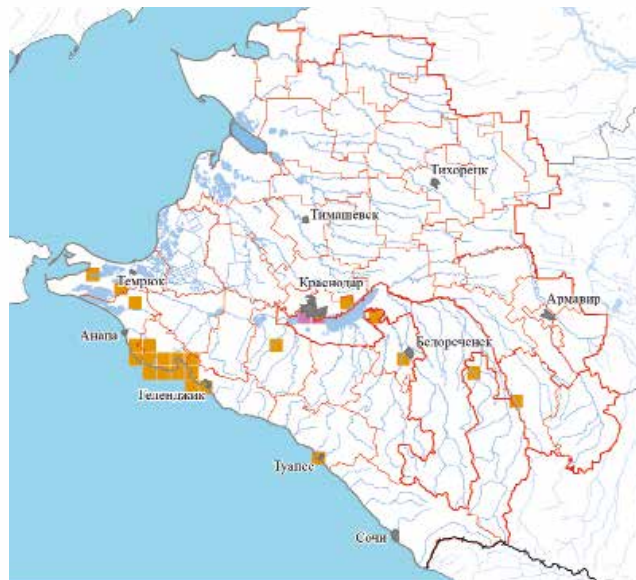 Тихорецк
Тимашевск
Темрюк
Краснодар
Армавир
Анапа
Белореченск
Геленджик
Туапсе
Сочи